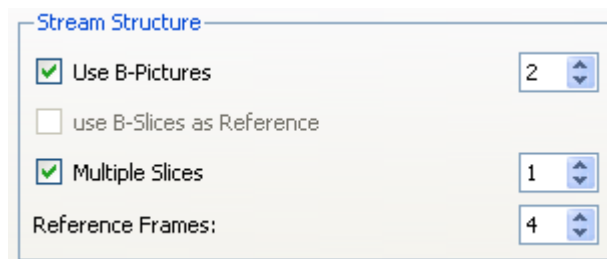 Stream Structure
Use B-Pictures 2
use B-Slices as Reference
Multiple Slices 1
Reference Frames: 4